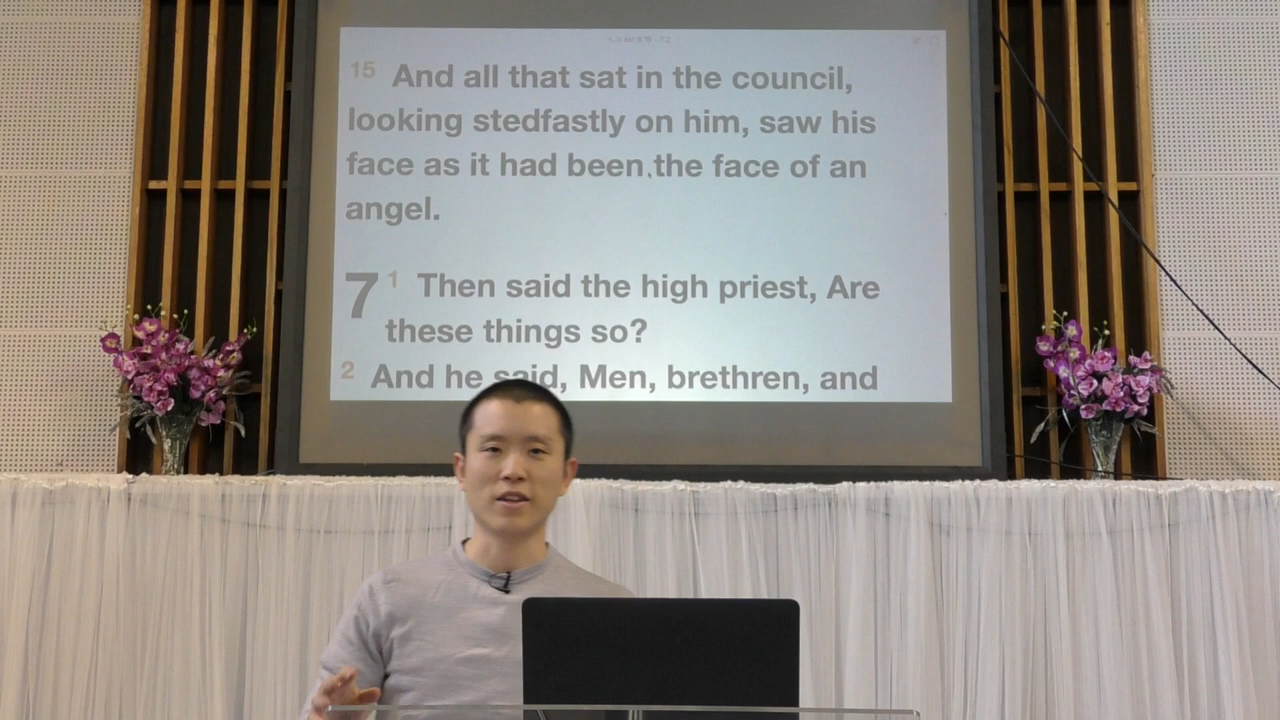 15 And all that sat in the council,
looking stedfastly on him, saw his
face as it had been the face of an
angel.
7 1 Then said the high priest, Are
these things so?
2 And he said, Men, brethren, and